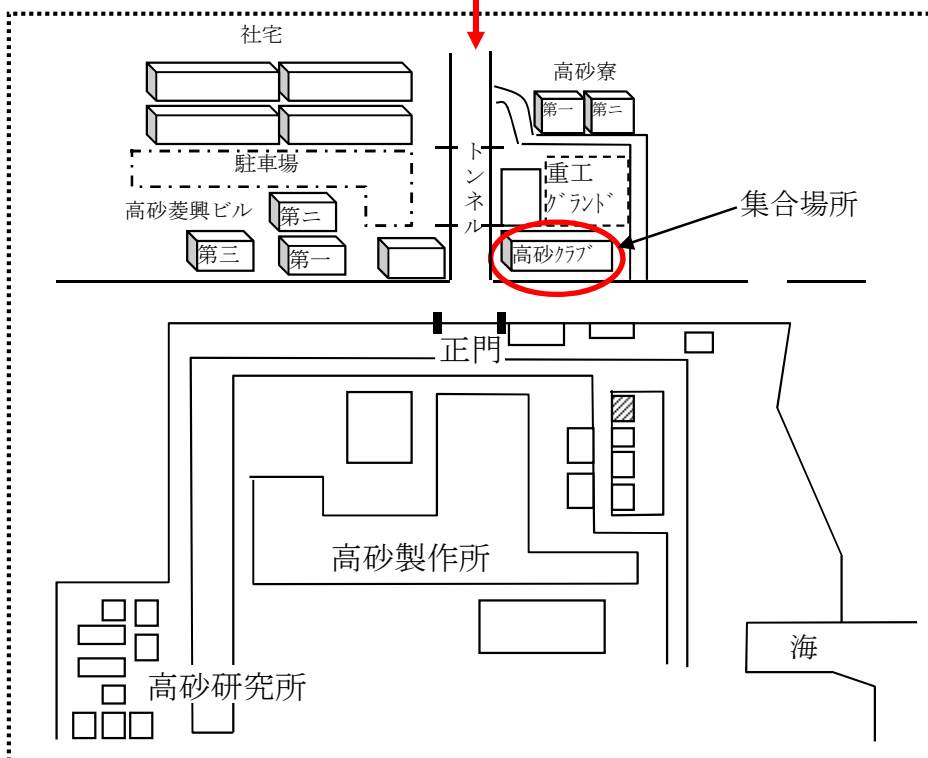 社宅
高砂寮
第一
第二
駐車場
トンネル
重工
グランド
集合場所
高砂菱興ビル
第二
第三
第一
高砂クラブ
正門
高砂製作所
海
高砂研究所